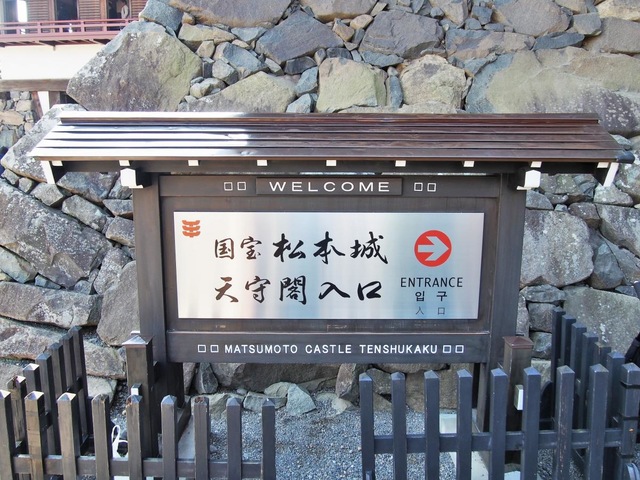 □□ WELCOME □□
国宝 松本城
天守閣 入口
ENTRANCE
입구
入口
□□ MATSUMOTO CASTLE TENSHUKAKU □□